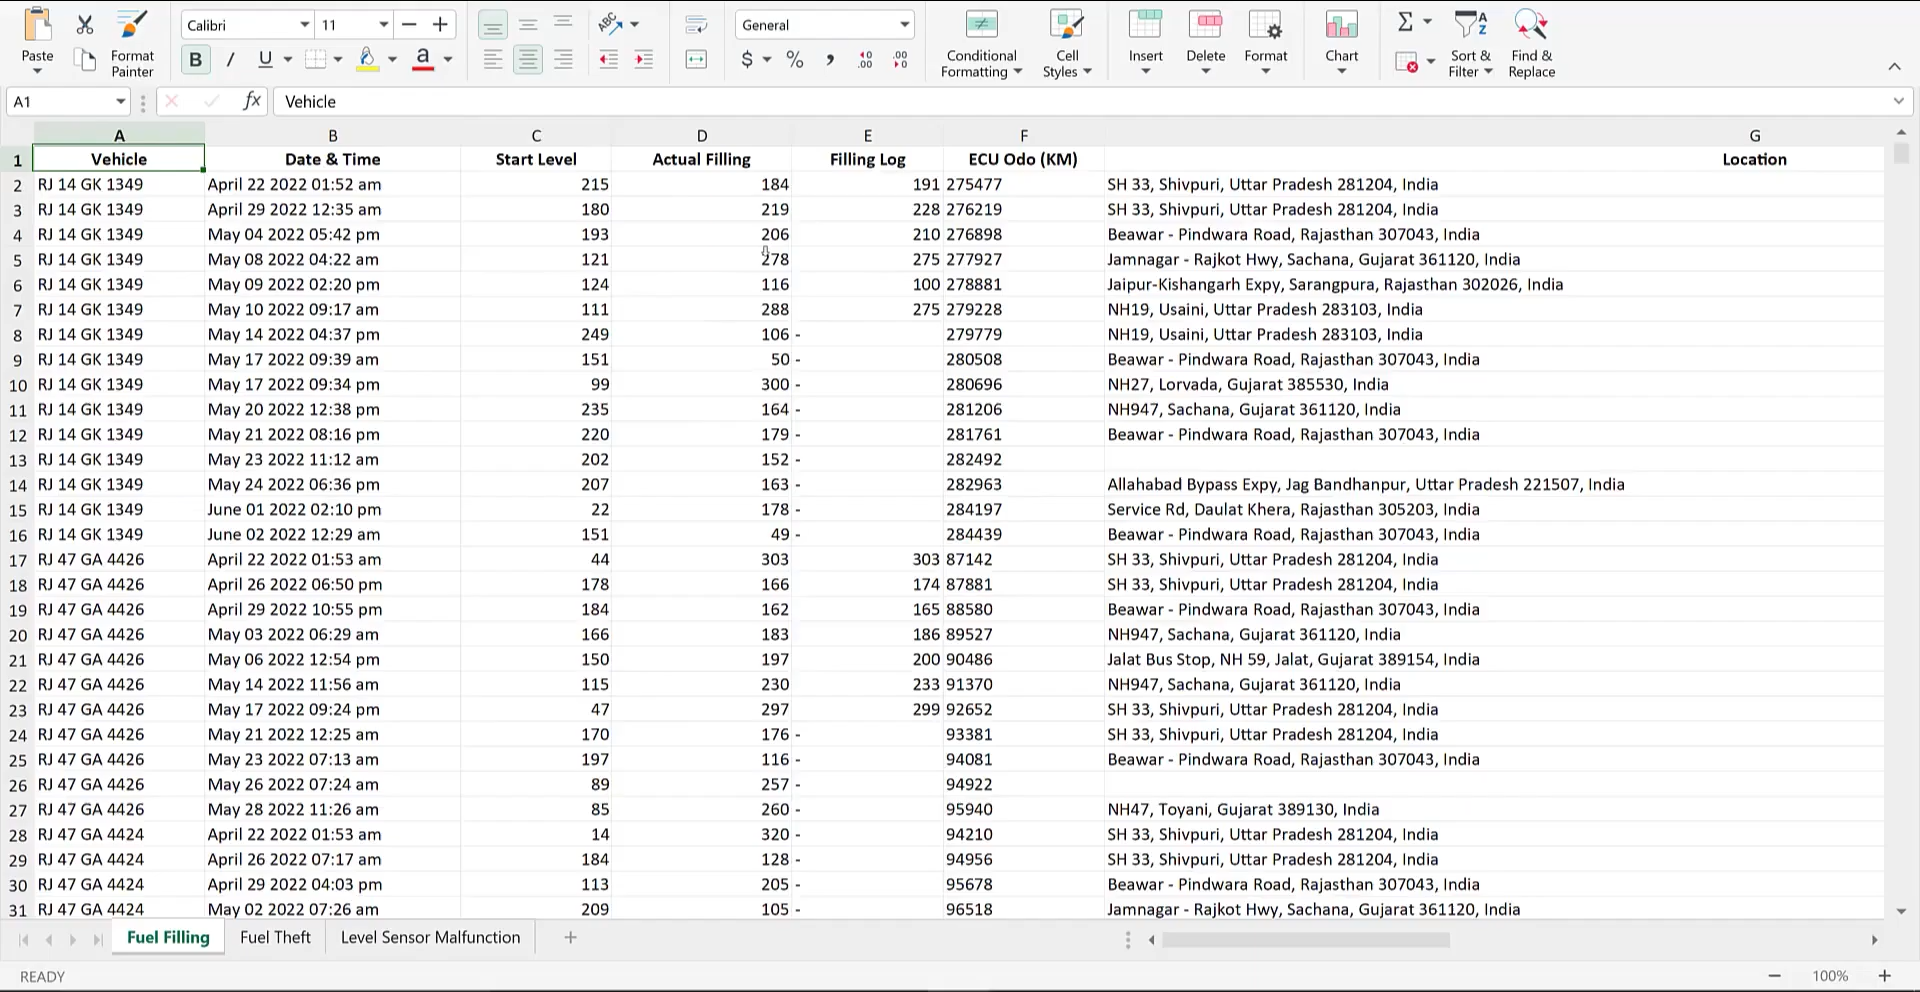 Paste
Format
Painter
Calibri
11
B I U
a
ABC
General
$ % ,
Conditional
Formatting
Cell
Styles
Insert
Delete
Format
Chart
Σ
Sort &
Filter
Find &
Replace
A1
fx
Vehicle
A B C D E F G
1 Vehicle Date & Time Start Level Actual Filling Filling Log ECU Odo (KM) Location
2 RJ 14 GK 1349 April 22 2022 01:52 am 215 184 191 275477 SH 33, Shivpuri, Uttar Pradesh 281204, India
3 RJ 14 GK 1349 April 29 2022 12:35 am 180 219 228 276219 SH 33, Shivpuri, Uttar Pradesh 281204, India
4 RJ 14 GK 1349 May 04 2022 05:42 pm 193 206 210 276898 Beawar - Pindwara Road, Rajasthan 307043, India
5 RJ 14 GK 1349 May 08 2022 04:22 am 121 278 275 277927 Jamnagar - Rajkot Hwy, Sachana, Gujarat 361120, India
6 RJ 14 GK 1349 May 09 2022 02:20 pm 124 116 100 278881 Jaipur-Kishangarh Expy, Sarangpura, Rajasthan 302026, India
7 RJ 14 GK 1349 May 10 2022 09:17 am 111 288 275 279228 NH19, Usaini, Uttar Pradesh 283103, India
8 RJ 14 GK 1349 May 14 2022 04:37 pm 249 106 - 279779 NH19, Usaini, Uttar Pradesh 283103, India
9 RJ 14 GK 1349 May 17 2022 09:39 am 151 50 - 280508 Beawar - Pindwara Road, Rajasthan 307043, India
10 RJ 14 GK 1349 May 17 2022 09:34 pm 99 300 - 280696 NH27, Lorvada, Gujarat 385530, India
11 RJ 14 GK 1349 May 20 2022 12:38 pm 235 164 - 281206 NH947, Sachana, Gujarat 361120, India
12 RJ 14 GK 1349 May 21 2022 08:16 pm 220 179 - 281761 Beawar - Pindwara Road, Rajasthan 307043, India
13 RJ 14 GK 1349 May 23 2022 11:12 am 202 152 - 282492
14 RJ 14 GK 1349 May 24 2022 06:36 pm 207 163 - 282963 Allahabad Bypass Expy, Jag Bandhanpur, Uttar Pradesh 221507, India
15 RJ 14 GK 1349 June 01 2022 02:10 pm 22 178 - 284197 Service Rd, Daulat Khera, Rajasthan 305203, India
16 RJ 14 GK 1349 June 02 2022 12:29 am 151 49 - 284439 Beawar - Pindwara Road, Rajasthan 307043, India
17 RJ 47 GA 4426 April 22 2022 01:53 am 44 303 303 87142 SH 33, Shivpuri, Uttar Pradesh 281204, India
18 RJ 47 GA 4426 April 26 2022 06:50 pm 178 166 174 87881 SH 33, Shivpuri, Uttar Pradesh 281204, India
19 RJ 47 GA 4426 April 29 2022 10:55 pm 184 162 165 88580 Beawar - Pindwara Road, Rajasthan 307043, India
20 RJ 47 GA 4426 May 03 2022 06:29 am 166 183 186 89527 NH947, Sachana, Gujarat 361120, India
21 RJ 47 GA 4426 May 06 2022 12:54 pm 150 197 200 90486 Jalat Bus Stop, NH 59, Jalat, Gujarat 389154, India
22 RJ 47 GA 4426 May 14 2022 11:56 am 115 230 233 91370 NH947, Sachana, Gujarat 361120, India
23 RJ 47 GA 4426 May 17 2022 09:24 pm 47 297 299 92652 SH 33, Shivpuri, Uttar Pradesh 281204, India
24 RJ 47 GA 4426 May 21 2022 12:25 am 170 176 - 93381 SH 33, Shivpuri, Uttar Pradesh 281204, India
25 RJ 47 GA 4426 May 23 2022 07:13 am 197 116 - 94081 Beawar - Pindwara Road, Rajasthan 307043, India
26 RJ 47 GA 4426 May 26 2022 07:24 am 89 257 - 94922
27 RJ 47 GA 4426 May 28 2022 11:26 am 85 260 - 95940 NH47, Toyani, Gujarat 389130, India
28 RJ 47 GA 4424 April 22 2022 01:53 am 14 320 - 94210 SH 33, Shivpuri, Uttar Pradesh 281204, India
29 RJ 47 GA 4424 April 26 2022 07:17 am 184 128 - 94956 SH 33, Shivpuri, Uttar Pradesh 281204, India
30 RJ 47 GA 4424 April 29 2022 04:03 pm 113 205 - 95678 Beawar - Pindwara Road, Rajasthan 307043, India
31 RJ 47 GA 4424 May 02 2022 07:26 am 209 105 - 96518 Jamnagar - Rajkot Hwy, Sachana, Gujarat 361120, India
Fuel Filling Fuel Theft Level Sensor Malfunction
READY
100%